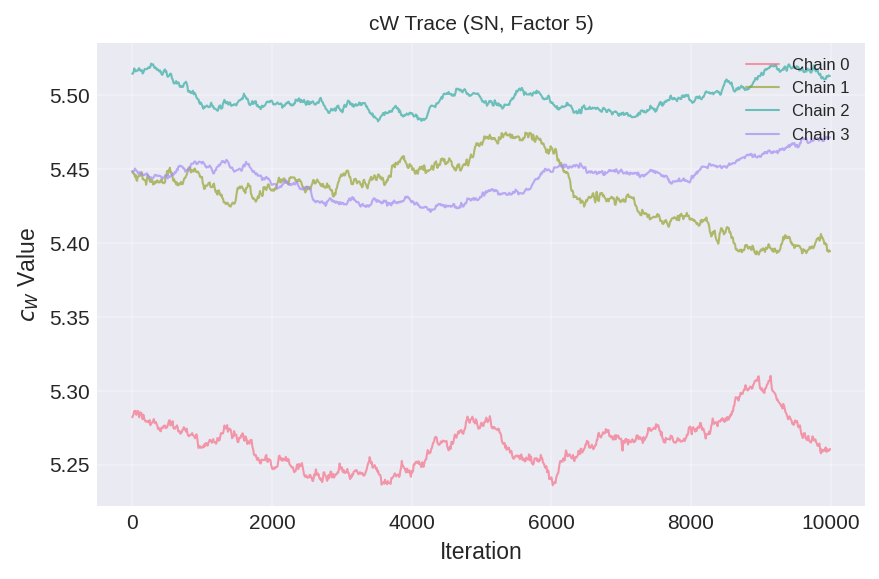 cW Trace (SN, Factor 5)
Chain 0
Chain 1
Chain 2
Chain 3
5.50
5.45
5.40
5.35
5.30
5.25
c_W Value
0 2000 4000 6000 8000 10000
Iteration